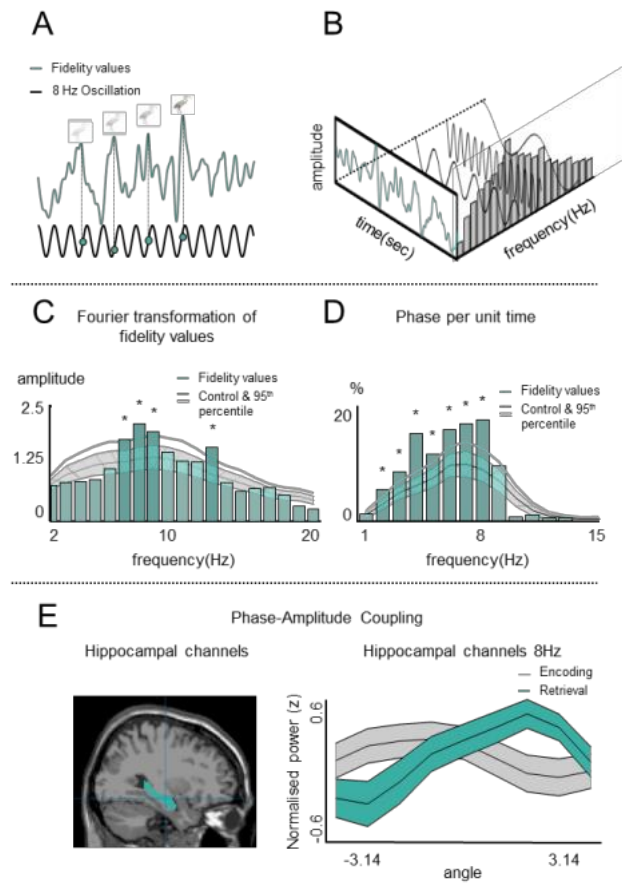 A
Fidelity values
8 Hz Oscillation
B
amplitude
time(sec)
frequency(Hz)
C
Fourier transformation of
fidelity values
amplitude
Fidelity values
Control & 95th
percentile
2.5
1.25
0
2
10
20
frequency(Hz)
D
Phase per unit time
%
Fidelity values
Control & 95th
percentile
20
0
1
8
15
frequency(Hz)
E
Phase-Amplitude Coupling
Hippocampal channels
Hippocampal channels 8Hz
Encoding
Retrieval
Normalised power (z)
0.6
-0.6
-3.14
3.14
angle